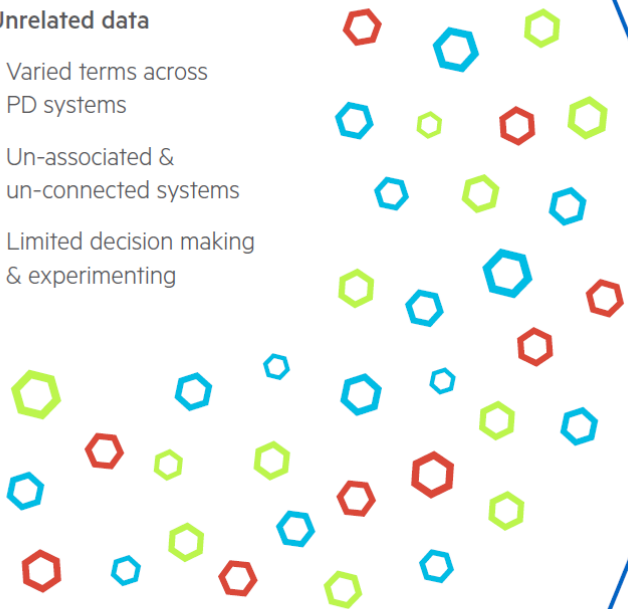 Unrelated data
Varied terms across
PD systems
Un-associated &
un-connected systems
Limited decision making
& experimenting